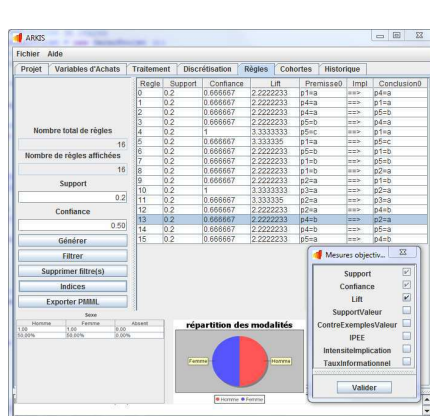 ARKIS
Fichier Aide
Projet Variables d'Achats Traitement Discrétisation Règles Cohortes Historique
Regle Support Confiance Lift Premisse0 Impl Conclusion0
0 0.2 0.666667 2.2222233 p1=a ==> p4=a
1 0.2 0.666667 2.2222233 p4=a ==> p1=a
2 0.2 0.666667 2.2222233 p4=a ==> p5=b
3 0.2 0.666667 2.2222233 p5=b ==> p4=a
4 0.2 1 3.3333333 p5=c ==> p1=a
5 0.2 0.666667 3.333335 p1=a ==> p5=c
6 0.2 0.666667 2.2222233 p5=b ==> p1=b
7 0.2 0.666667 2.2222233 p1=b ==> p5=b
8 0.2 0.666667 2.2222233 p1=b ==> p2=a
9 0.2 0.666667 2.2222233 p2=a ==> p1=b
10 0.2 1 3.3333333 p3=a ==> p2=a
11 0.2 0.666667 3.333335 p2=a ==> p3=a
12 0.2 0.666667 2.2222233 p2=a ==> p4=b
13 0.2 0.666667 2.2222233 p4=b ==> p2=a
14 0.2 0.666667 2.2222233 p4=b ==> p5=a
15 0.2 0.666667 2.2222233 p5=a ==> p4=b
Nombre total de règles
16
Nombre de règles affichées
16
Support
0.2
Confiance
0.50
Générer
Filtrer
Supprimer filtre(s)
Indices
Exporter PMML
Mesures objectiv...
Support
Confiance
Lift
SupportValeur
ContreExemplesValeur
IPEE
IntensiteImplication
TauxInformationnel
Valider
Sexe
Homme Femme Absent
1,00 1,00 0,00
50,00% 50,00% 0,00%
répartition des modalités
Femme Homme
Homme Femme